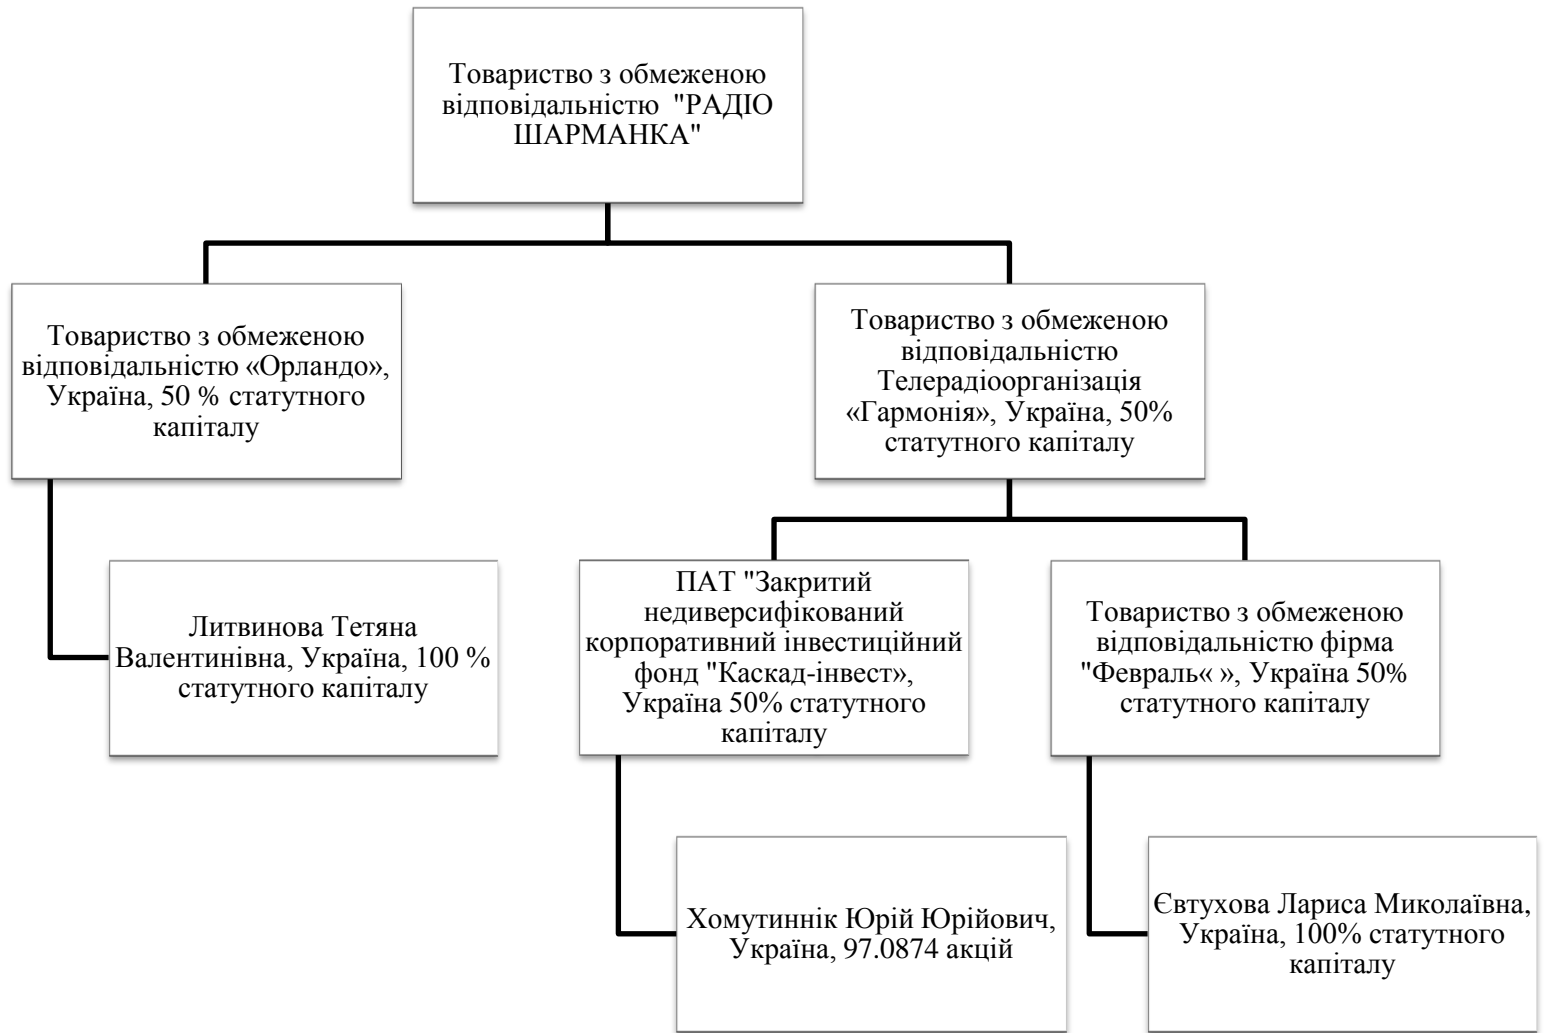 Товариство з обмеженою
відповідальністю "РАДІО
ШАРМАНКА"
Товариство з обмеженою
відповідальністю «Орландо»,
Україна, 50 % статутного
капіталу
Товариство з обмеженою
відповідальністю
Телерадіоорганізація
«Гармонія», Україна, 50%
статутного капіталу
Литвинова Тетяна
Валентинівна, Україна, 100 %
статутного капіталу
ПАТ "Закритий
недиверсифікований
корпоративний інвестиційний
фонд "Каскад-інвест»,
Україна 50% статутного
капіталу
Товариство з обмеженою
відповідальністю фірма
"Февраль« », Україна 50%
статутного капіталу
Хомутиннік Юрій Юрійович,
Україна, 97.0874 акцій
Євтухова Лариса Миколаївна,
Україна, 100% статутного
капіталу